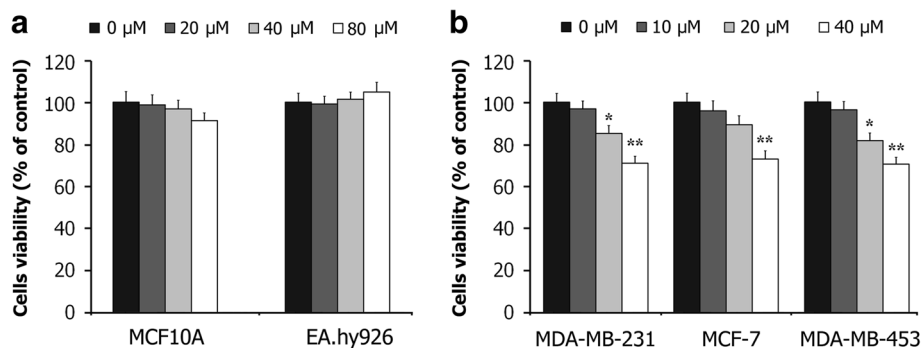 a
0 μM 20 μM 40 μM 80 μM
Cells viability (% of control)
120
100
80
60
40
20
0
MCF10A EA.hy926
b
0 μM 10 μM 20 μM 40 μM
Cells viability (% of control)
120
100
80
60
40
20
0
* ** ** * **
MDA-MB-231 MCF-7 MDA-MB-453